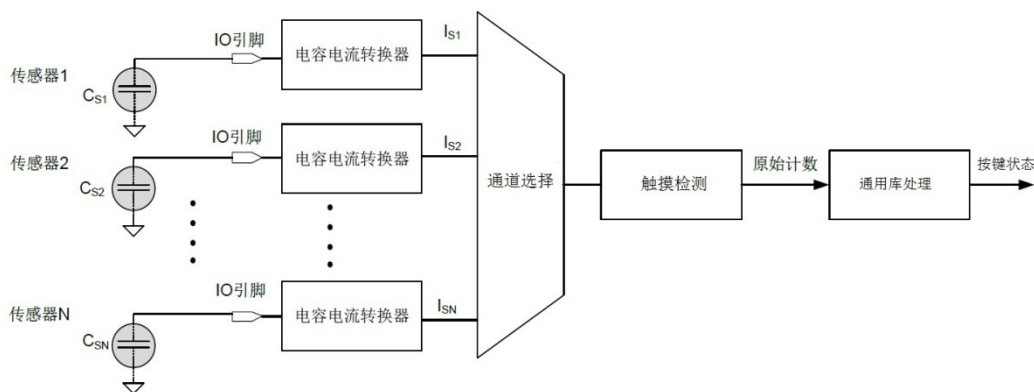 传感器1
CS1
IO引脚
电容电流转换器
IS1
传感器2
CS2
IO引脚
电容电流转换器
IS2
通道选择
触摸检测
原始计数
通用库处理
按键状态
传感器N
CSN
IO引脚
电容电流转换器
ISN